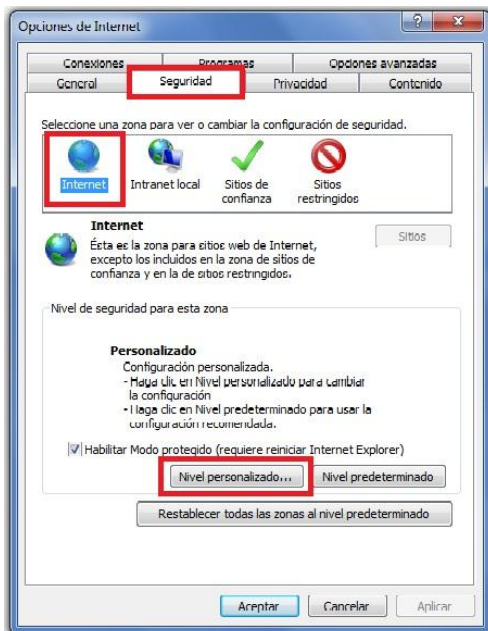 Opciones de Internet
Conexiones Programas Opciones avanzadas
General Seguridad Privacidad Contenido
Seleccione una zona para ver o cambiar la configuración de seguridad.
Internet Intranet local Sitios de confianza Sitios restringidos
Internet
Sitios
Ésta es la zona para sitios web de Internet,
excepto los incluidos en la zona de sitios de
confianza y en la de sitios restringidos.
Nivel de seguridad para esta zona
Personalizado
Configuración personalizada.
- Haga clic en Nivel personalizado para cambiar
la configuración
- Haga clic en Nivel predeterminado para usar la
configuración recomendada.
Habilitar Modo protegido (requiere reiniciar Internet Explorer)
Nivel personalizado... Nivel predeterminado
Restablecer todas las zonas al nivel predeterminado
Aceptar Cancelar Aplicar